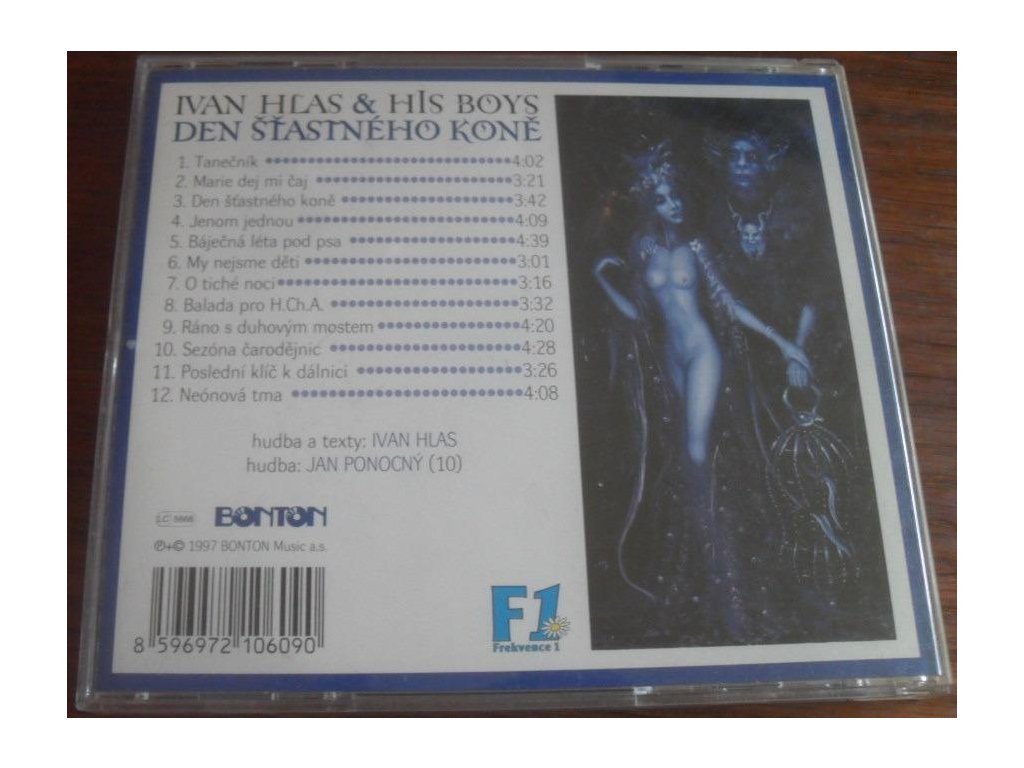 IVAN HLAS & HIS BOYS
DEN ŠŤASTNÉHO KONĚ
1. Tanečník 4:02
2. Marie dej mi čaj 3:21
3. Den šťastného koně 3:42
4. Jenom jednou 4:09
5. Báječná léta pod psa 4:39
6. My nejsme děti 3:01
7. O tiché noci 3:16
8. Balada pro H.Ch.A. 3:32
9. Ráno s duhovým mostem 4:20
10. Sezóna čarodějnic 4:28
11. Poslední klíč k dálnici 3:26
12. Neónová tma 4:08
hudba a texty: IVAN HLAS
hudba: JAN PONOCNÝ (10)
LC BONTON
℗+© 1997 BONTON Music a.s.
8 596972 106090
F1
Frekvence 1